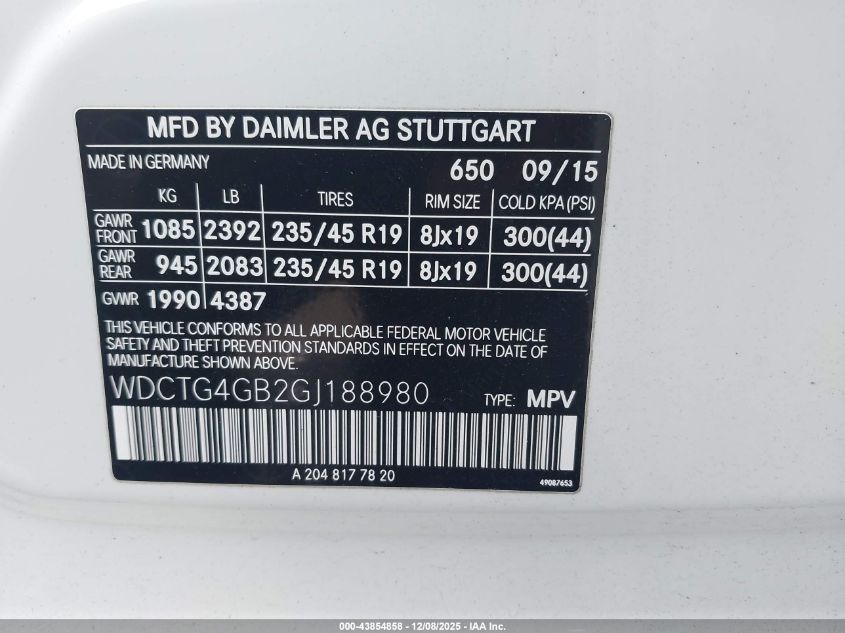 MFD BY DAIMLER AG STUTTGART
MADE IN GERMANY 650 09/15
KG LB TIRES RIM SIZE COLD KPA (PSI)
GAWR FRONT 1085 2392 235/45 R19 8Jx19 300(44)
GAWR REAR 945 2083 235/45 R19 8Jx19 300(44)
GVWR 1990 4387
THIS VEHICLE CONFORMS TO ALL APPLICABLE FEDERAL MOTOR VEHICLE
SAFETY AND THEFT PREVENTION STANDARDS IN EFFECT ON THE DATE OF
MANUFACTURE SHOWN ABOVE.
WDCTG4GB2GJ188980 TYPE: MPV
A 204 817 78 20
49087653
000-43854858 - 12/08/2025 - IAA Inc.